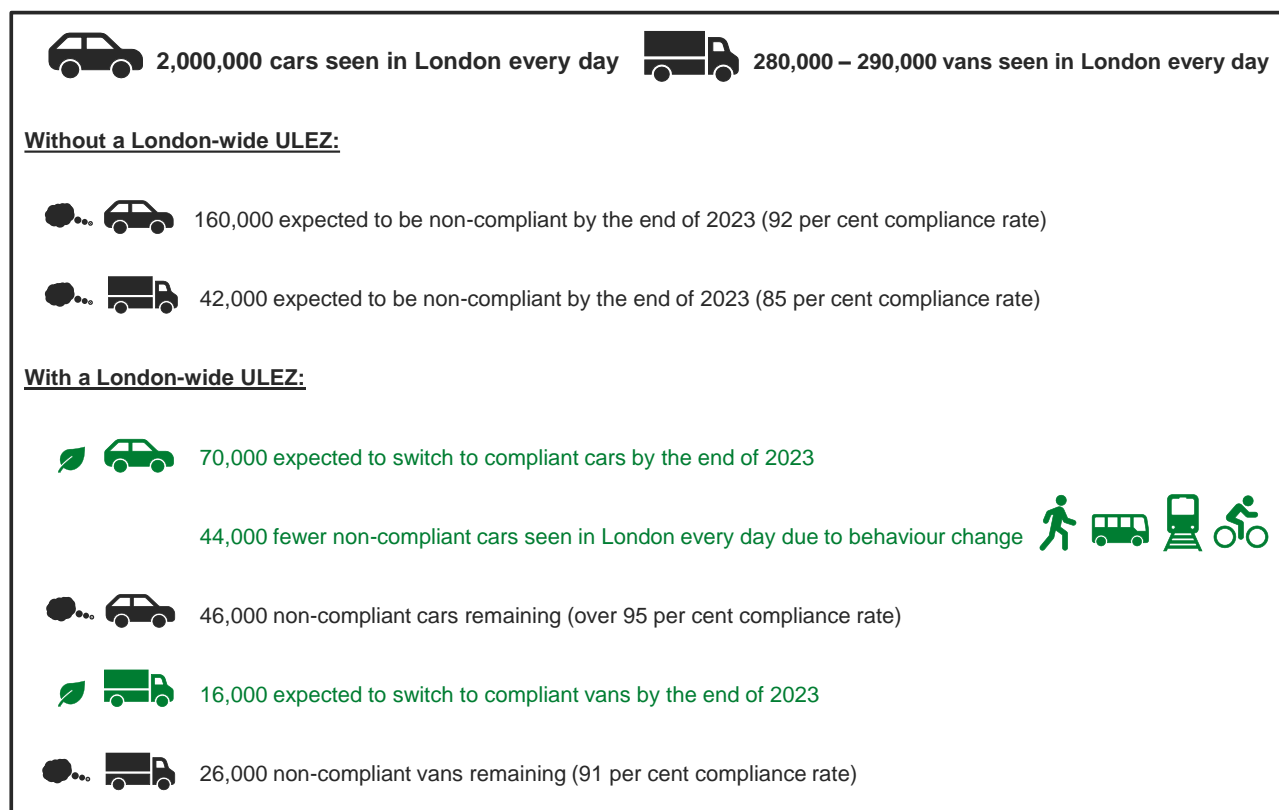 2,000,000 cars seen in London every day 280,000 – 290,000 vans seen in London every day
Without a London-wide ULEZ:
160,000 expected to be non-compliant by the end of 2023 (92 per cent compliance rate)
42,000 expected to be non-compliant by the end of 2023 (85 per cent compliance rate)
With a London-wide ULEZ:
70,000 expected to switch to compliant cars by the end of 2023
44,000 fewer non-compliant cars seen in London every day due to behaviour change
46,000 non-compliant cars remaining (over 95 per cent compliance rate)
16,000 expected to switch to compliant vans by the end of 2023
26,000 non-compliant vans remaining (91 per cent compliance rate)